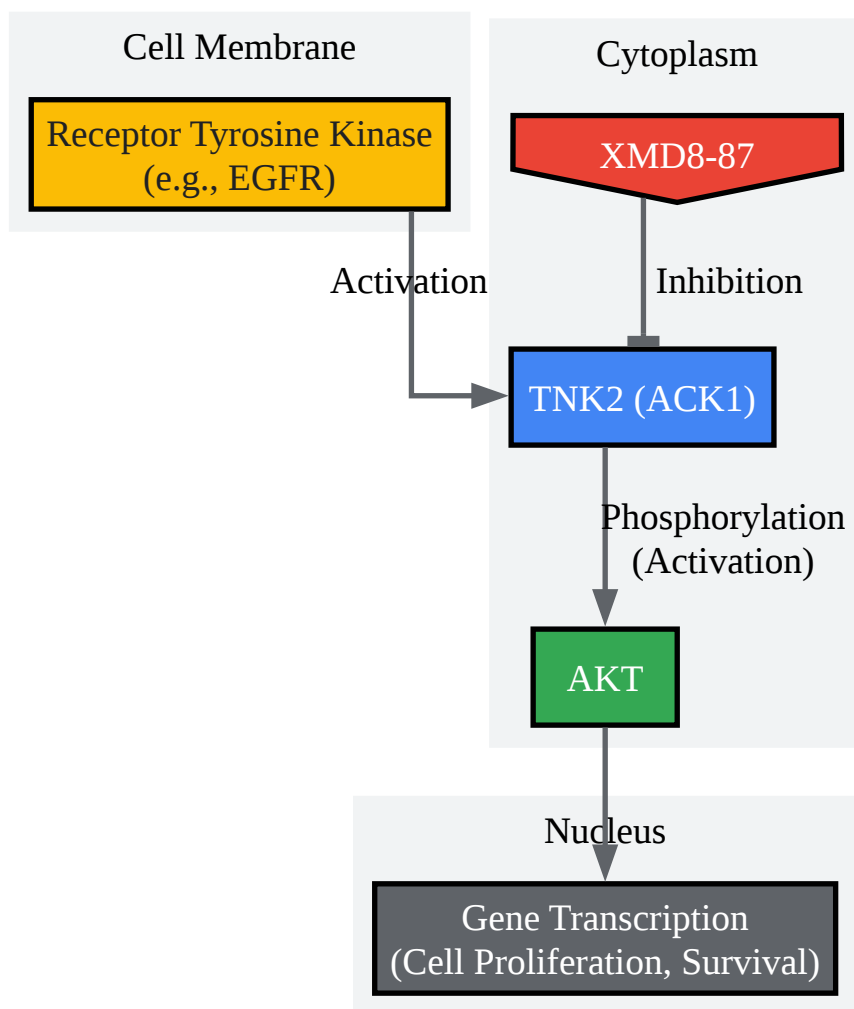 Cell Membrane
Receptor Tyrosine Kinase
(e.g., EGFR)
Cytoplasm
XMD8-87
Activation
Inhibition
TNK2 (ACK1)
Phosphorylation
(Activation)
AKT
Nucleus
Gene Transcription
(Cell Proliferation, Survival)